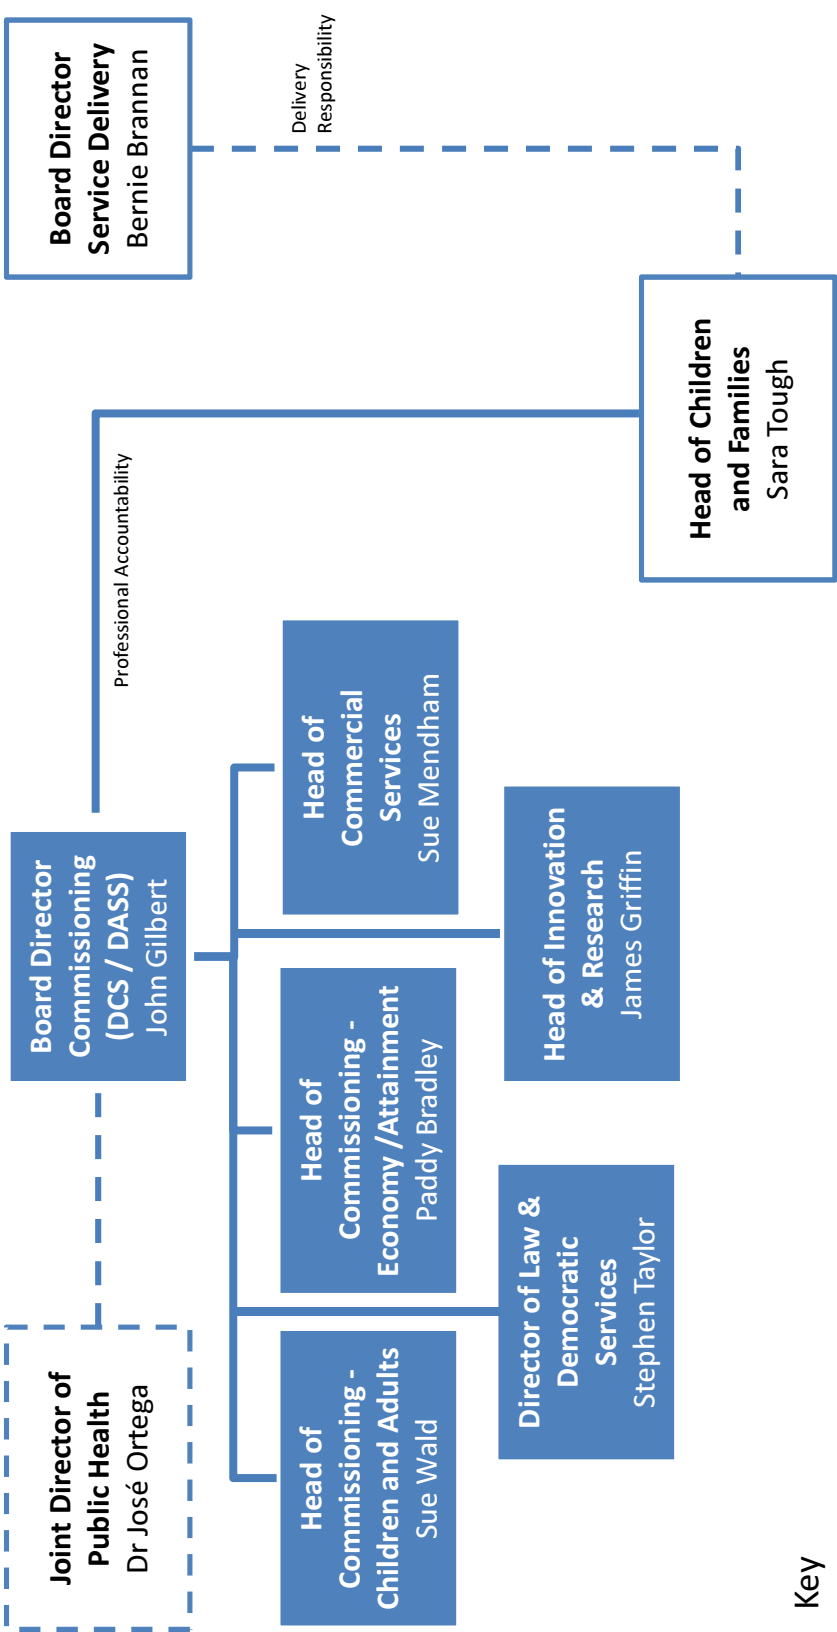 Joint Director of
Public Health
Dr José Ortega
Board Director
Commissioning
(DCS / DASS)
John Gilbert
Board Director
Service Delivery
Bernie Brannan
Professional Accountability
Delivery
Responsibility
Head of
Commissioning -
Children and Adults
Sue Wald
Head of
Commissioning -
Economy /Attainment
Paddy Bradley
Head of
Commercial
Services
Sue Mendham
Director of Law &
Democratic
Services
Stephen Taylor
Head of Innovation
& Research
James Griffin
Head of Children
and Families
Sara Tough
Key